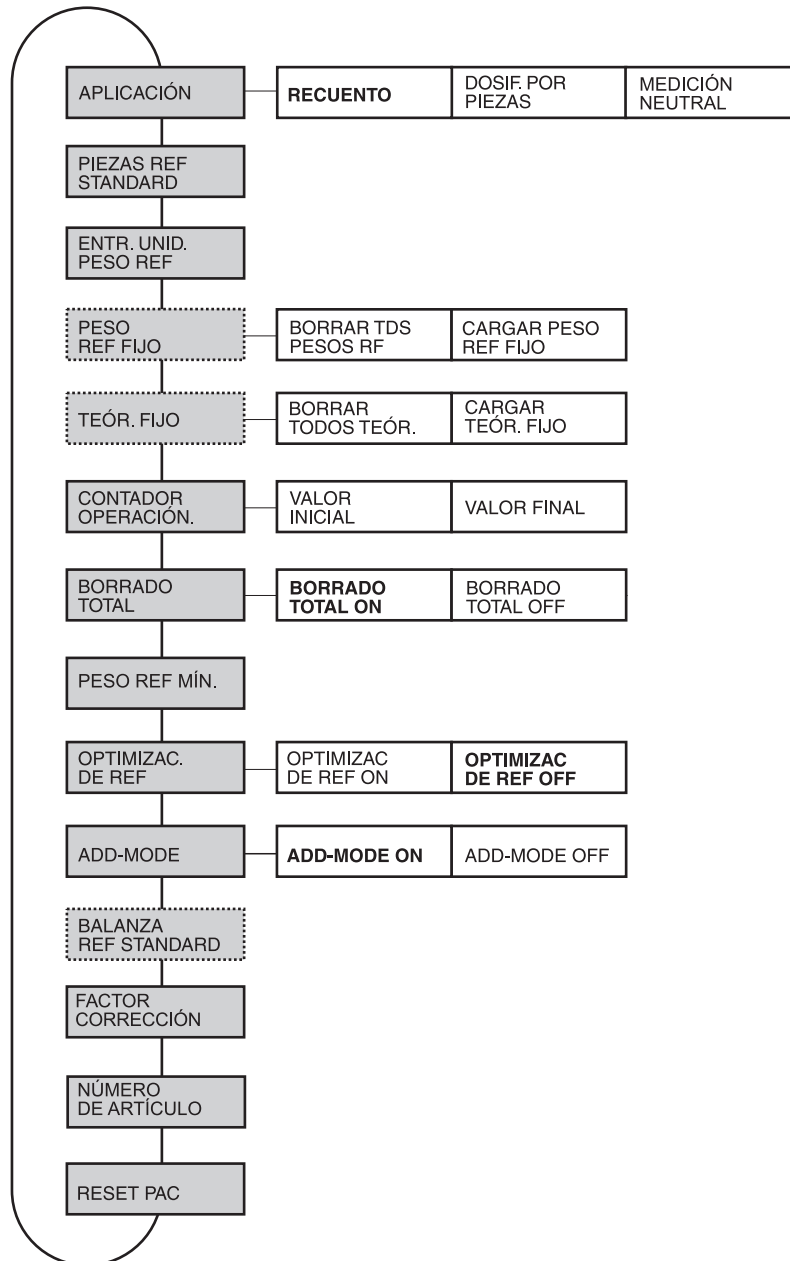 APLICACIÓN
RECUENTO
DOSIF. POR
PIEZAS
MEDICIÓN
NEUTRAL
PIEZAS REF
STANDARD
ENTR. UNID.
PESO REF
PESO
REF FIJO
BORRAR TDS
PESOS RF
CARGAR PESO
REF FIJO
TEÓR. FIJO
BORRAR
TODOS TEÓR.
CARGAR
TEÓR. FIJO
CONTADOR
OPERACIÓN.
VALOR
INICIAL
VALOR FINAL
BORRADO
TOTAL
BORRADO
TOTAL ON
BORRADO
TOTAL OFF
PESO REF MÍN.
OPTIMIZAC.
DE REF
OPTIMIZAC
DE REF ON
OPTIMIZAC
DE REF OFF
ADD-MODE
ADD-MODE ON
ADD-MODE OFF
BALANZA
REF STANDARD
FACTOR
CORRECCIÓN
NÚMERO
DE ARTÍCULO
RESET PAC